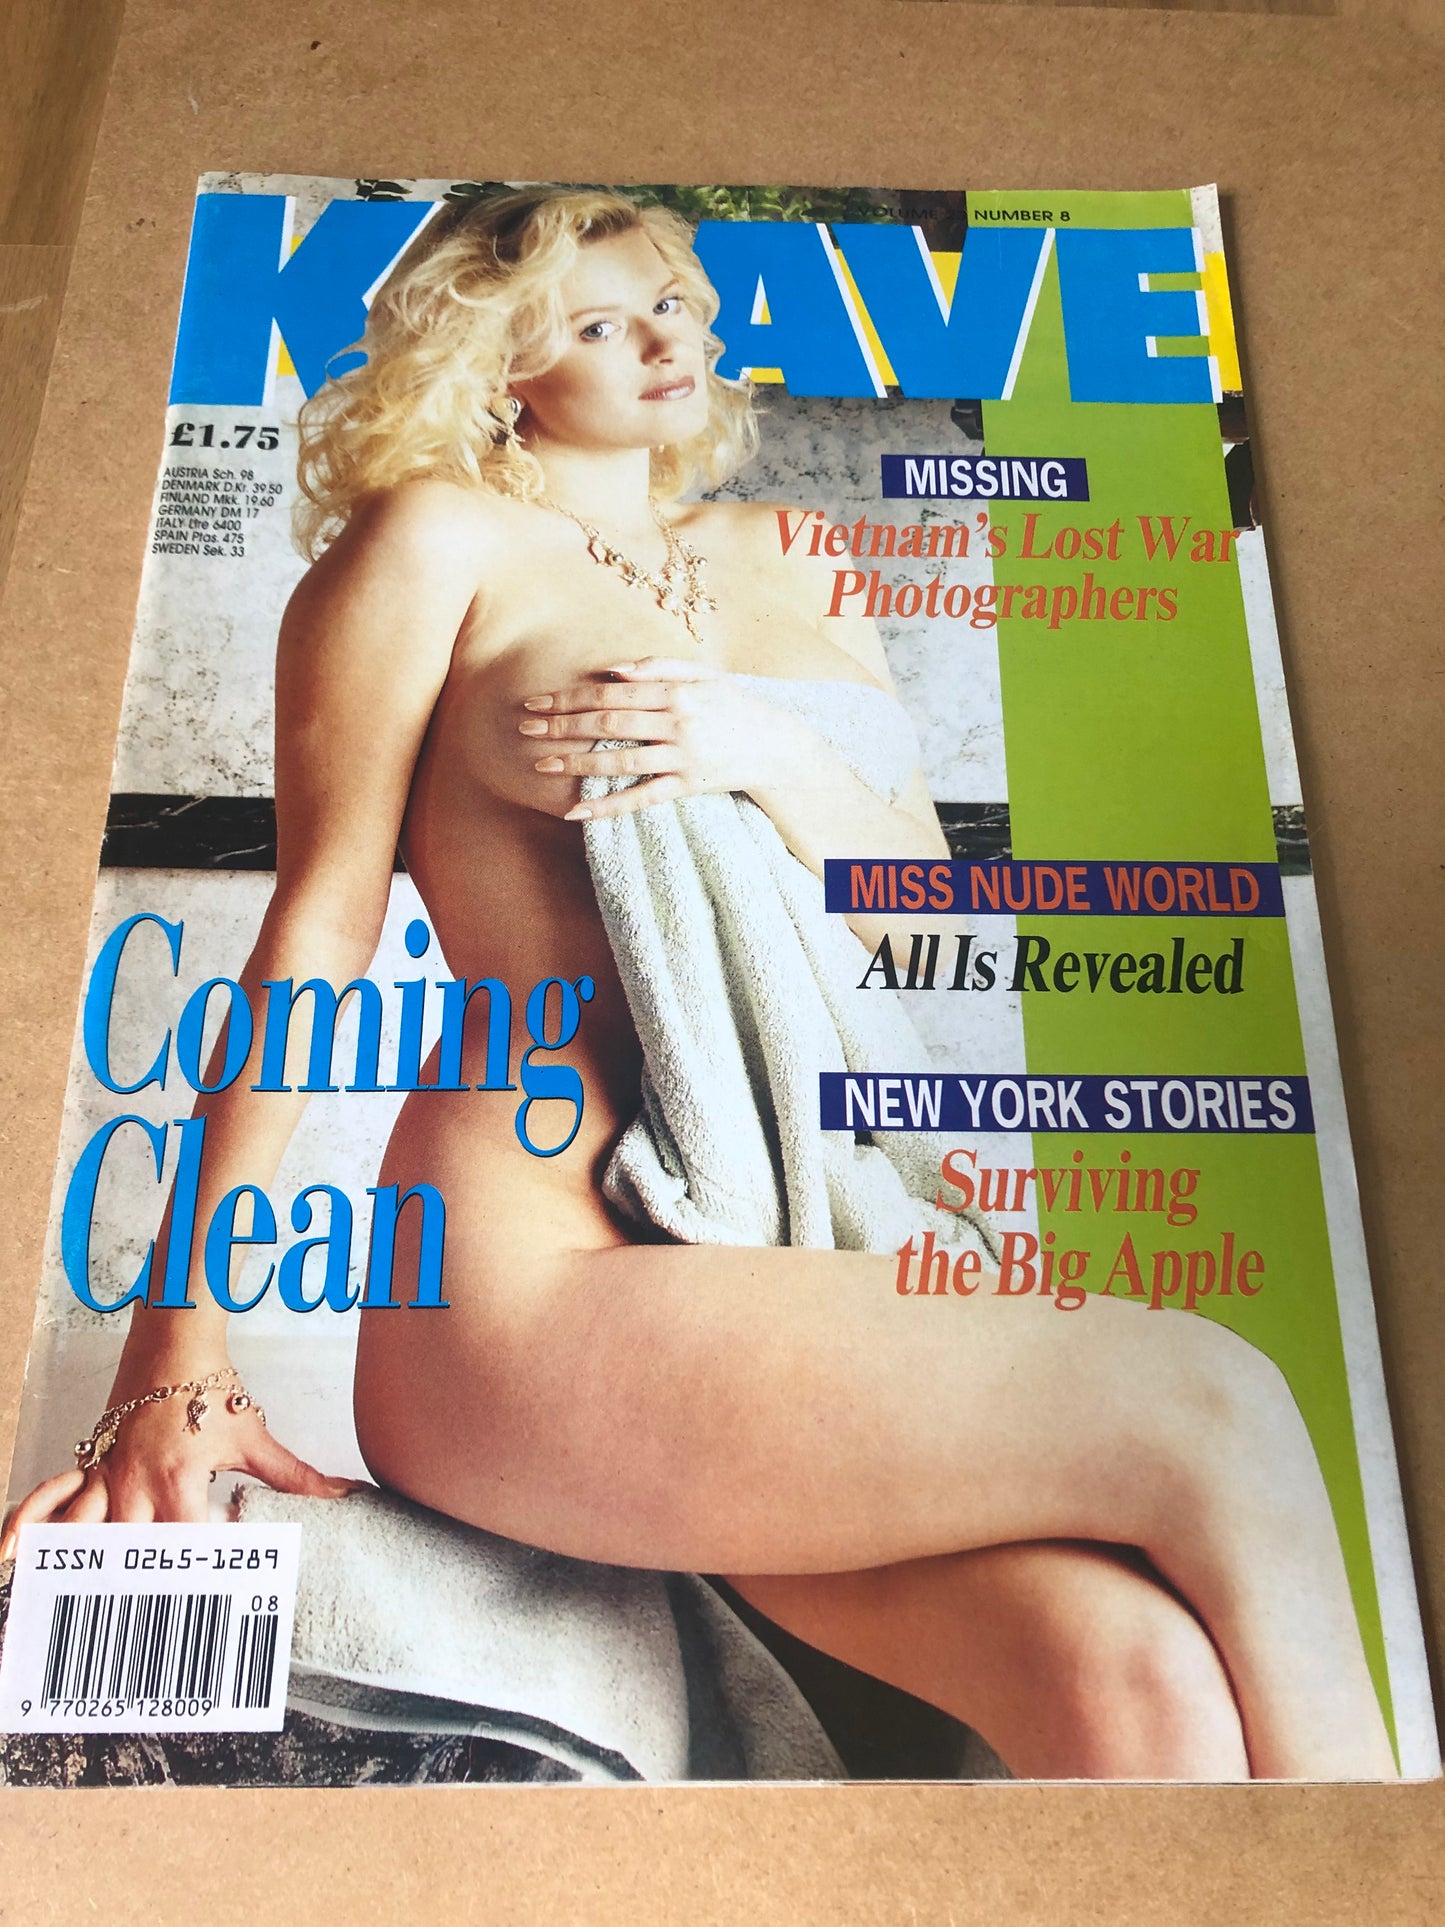 VOLUME 2 NUMBER 8
K AVE
£1.75
AUSTRIA Sch. 98
DENMARK D.Kr. 39.50
FINLAND Mkk. 19.60
GERMANY DM 17
ITALY Lire 6400
SPAIN Ptas. 475
SWEDEN Sek. 33
MISSING
Vietnam's Lost War
Photographers
MISS NUDE WORLD
All Is Revealed
Coming
Clean
NEW YORK STORIES
Surviving
the Big Apple
ISSN 0265-1289
08
9 770265 128009